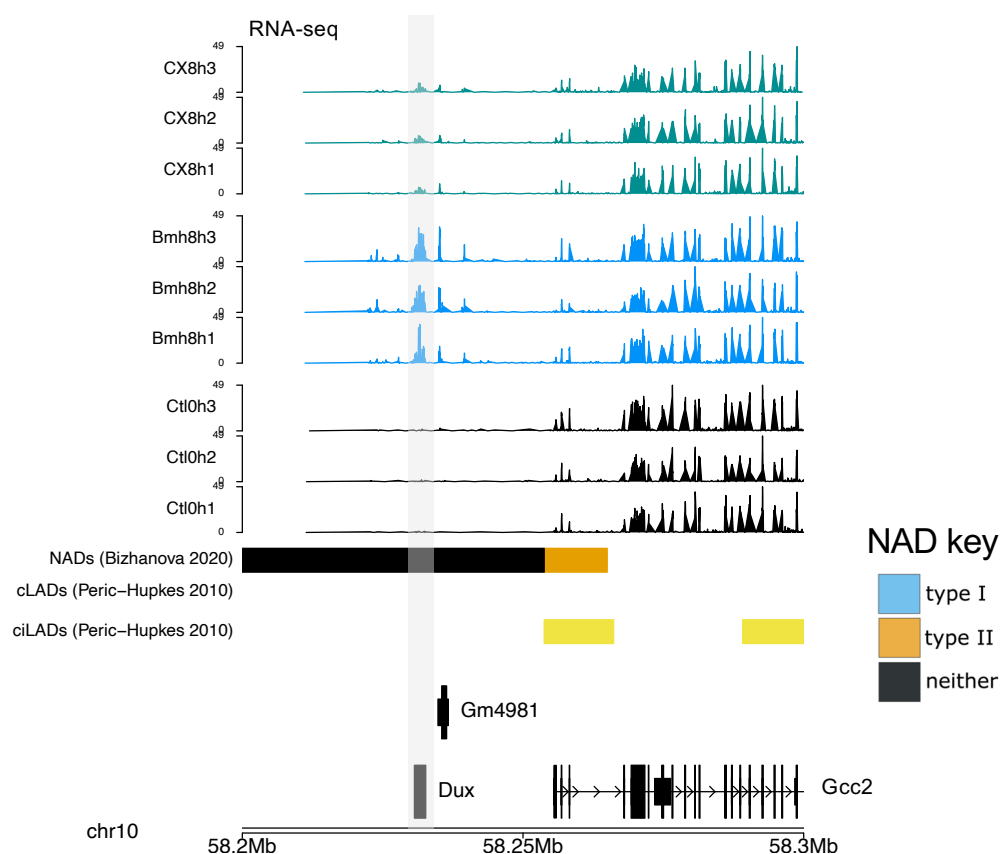 RNA-seq
49
CX8h3
0
49
CX8h2
0
49
CX8h1
0
49
Bmh8h3
0
49
Bmh8h2
0
49
Bmh8h1
0
49
Ctl0h3
0
49
Ctl0h2
0
49
Ctl0h1
0
NADs (Bizhanova 2020)
cLADs (Peric−Hupkes 2010)
ciLADs (Peric−Hupkes 2010)
NAD key
type I
type II
neither
Gm4981
Dux
Gcc2
chr10
58.2Mb 58.25Mb 58.3Mb